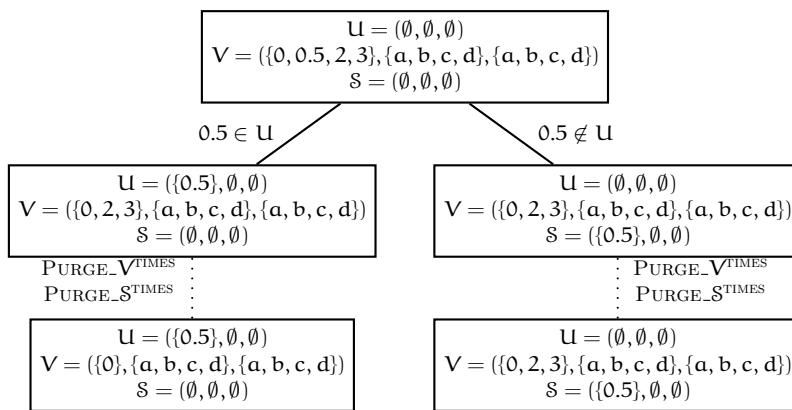 U = (∅, ∅, ∅)
V = ({0, 0.5, 2, 3}, {a, b, c, d}, {a, b, c, d})
S = (∅, ∅, ∅)
0.5 ∈ U
0.5 ∉ U
U = ({0.5}, ∅, ∅)
V = ({0, 2, 3}, {a, b, c, d}, {a, b, c, d})
S = (∅, ∅, ∅)
U = (∅, ∅, ∅)
V = ({0, 2, 3}, {a, b, c, d}, {a, b, c, d})
S = ({0.5}, ∅, ∅)
PURGE_V^TIMES
PURGE_S^TIMES
PURGE_V^TIMES
PURGE_S^TIMES
U = ({0.5}, ∅, ∅)
V = ({0}, {a, b, c, d}, {a, b, c, d})
S = (∅, ∅, ∅)
U = (∅, ∅, ∅)
V = ({0, 2, 3}, {a, b, c, d}, {a, b, c, d})
S = ({0.5}, ∅, ∅)